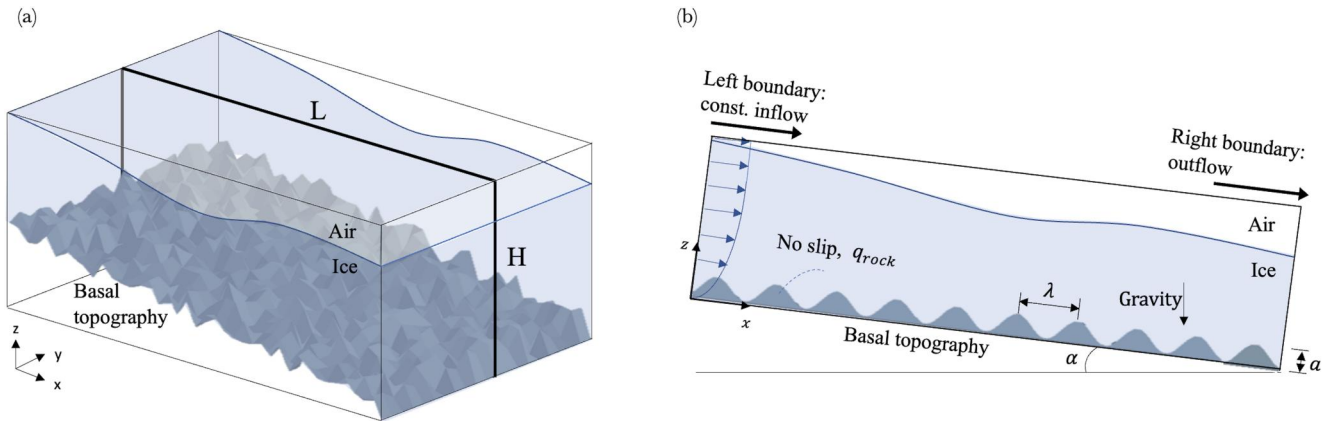 (a)
L
H
Air
Ice
Basal
topography
z
y
x
(b)
Left boundary:
const. inflow
Right boundary:
outflow
Air
Ice
z
No slip, q_rock
λ
Gravity
x
Basal topography
α
a